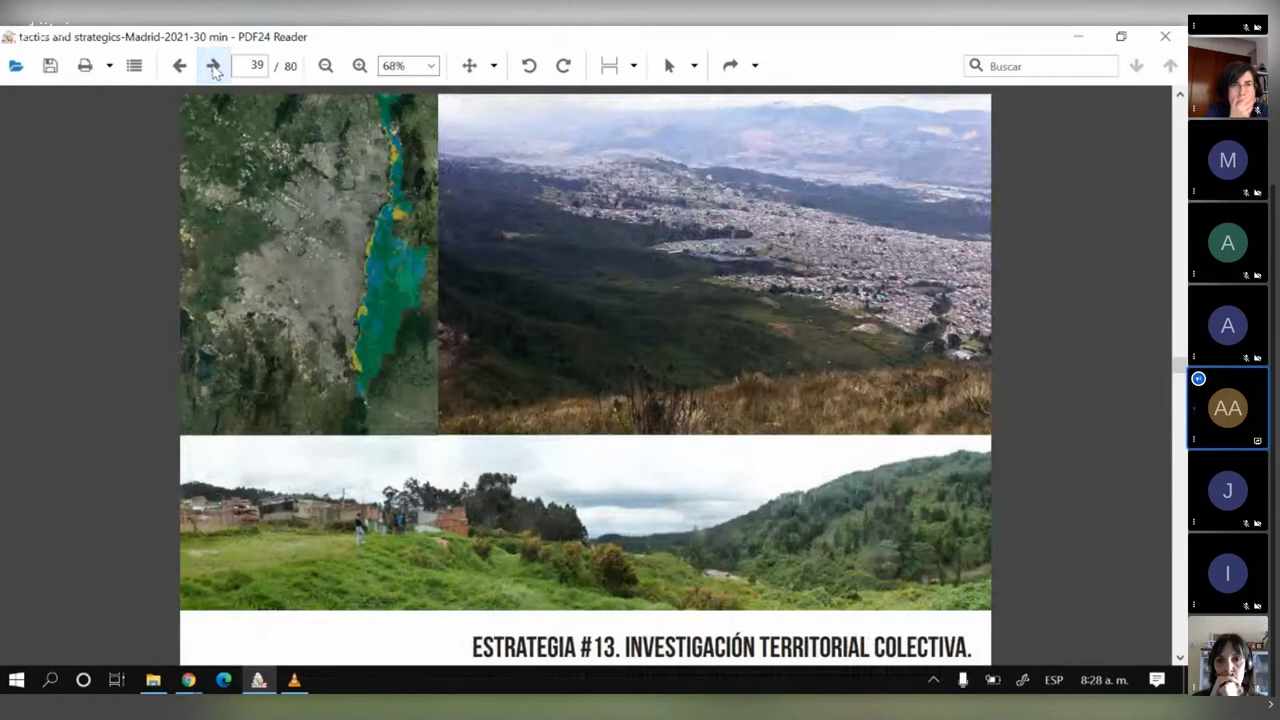 tactics and strategics-Madrid-2021-30 min - PDF24 Reader
39 / 80
68%
Buscar
M
A
A
AA
J
I
ESTRATEGIA #13. INVESTIGACIÓN TERRITORIAL COLECTIVA.
ESP
8:28 a. m.